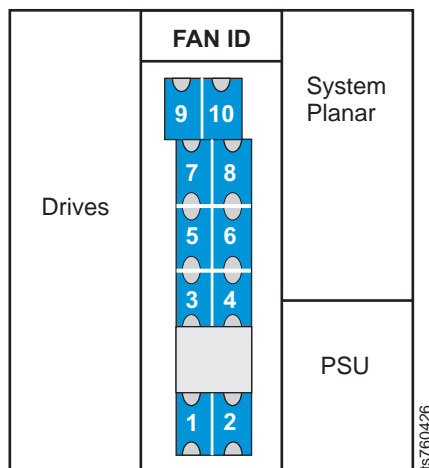 FAN ID
System
Planar
Drives
9 10
7 8
5 6
3 4
1 2
PSU
ts760426